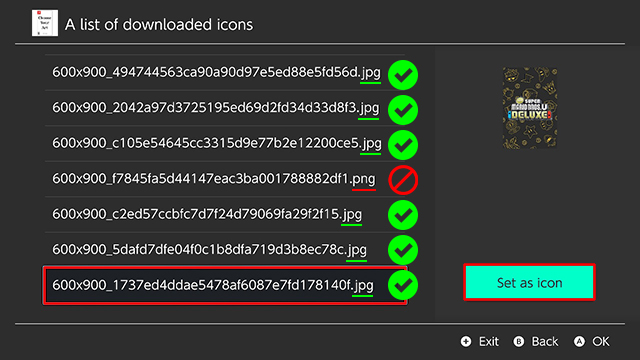 A list of downloaded icons
600x900_494744563ca90a90d97e5ed88e5fd56d.jpg
600x900_2042a97d3725195ed69d2fd34d33d8f3.jpg
600x900_c105e54645cc3315d9e77b2e12200ce5.jpg
600x900_f7845fa5d44147eac3ba001788882df1.png
600x900_c2ed57ccbfc7d7f24d79069fa29f2f15.jpg
600x900_5dafd7dfe04f0c1b8dfa719d3b8ec78c.jpg
600x900_1737ed4ddae5478af6087e7fd178140f.jpg
SUPER
MARIO BROS. U
DELUXE
Set as icon
Exit
B Back
A OK